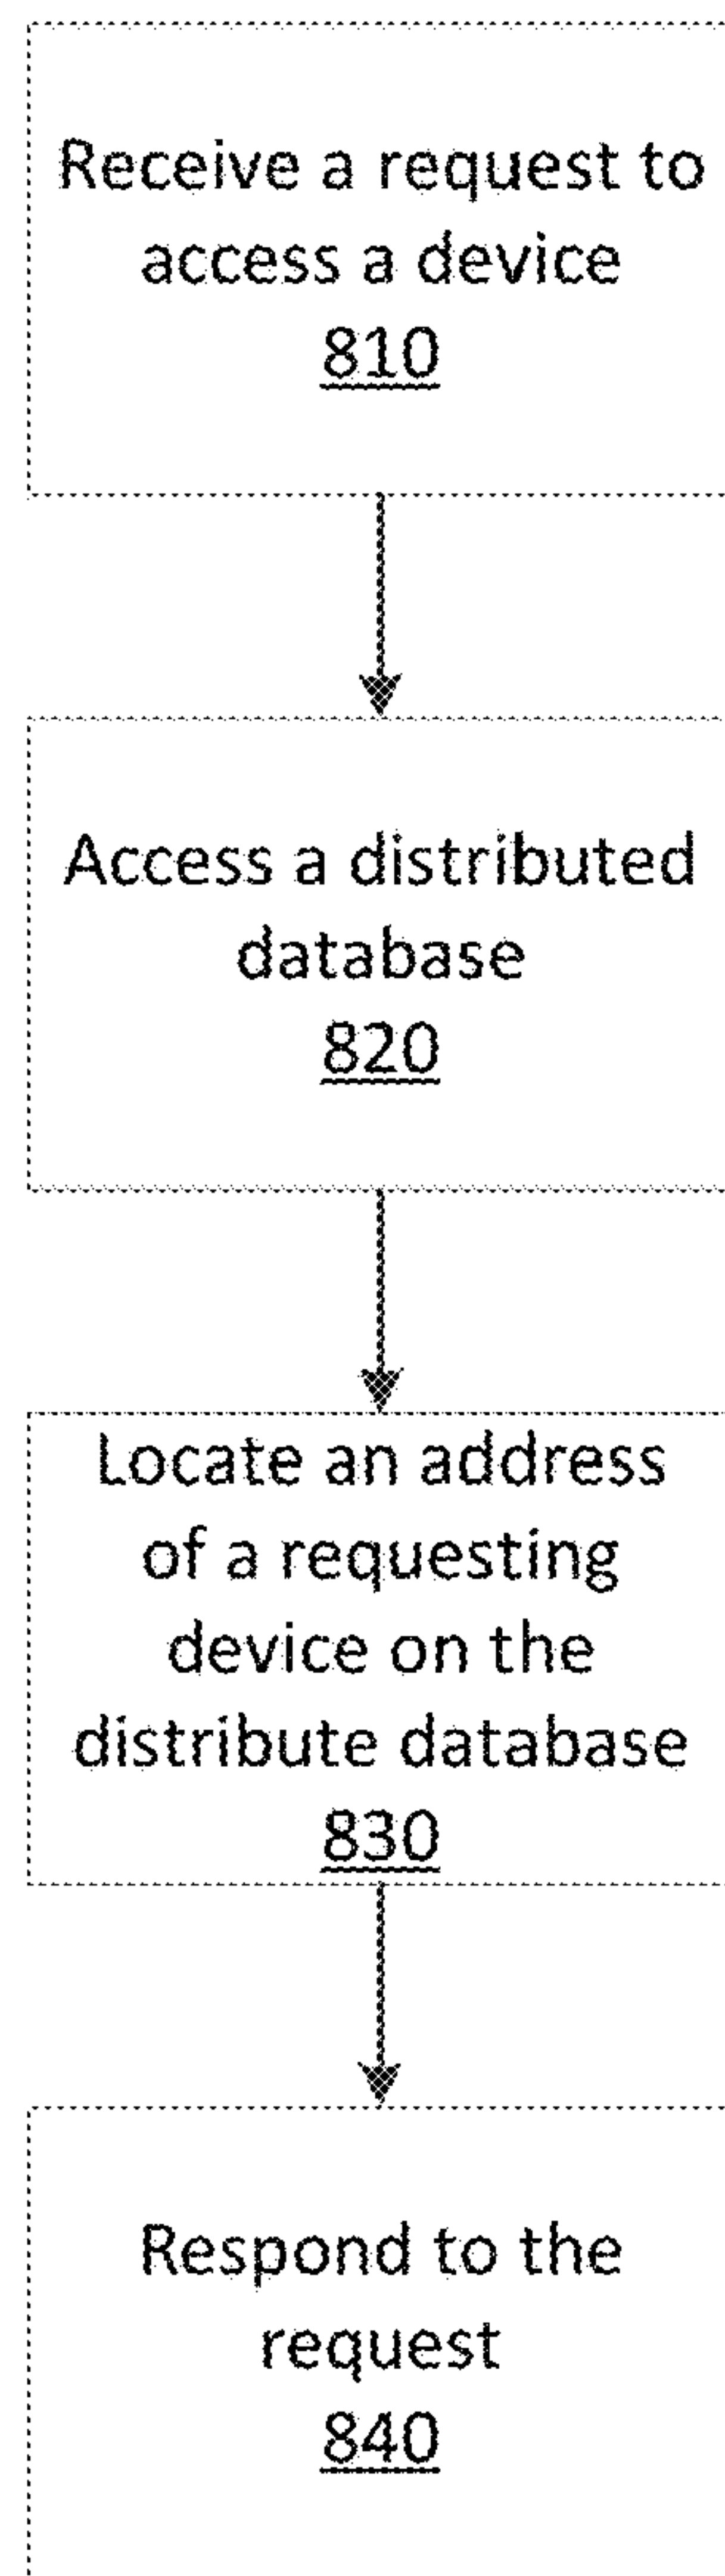 Receive a request to
access a device
810
Access a distributed
database
820
Locate an address
of a requesting
device on the
distribute database
830
Respond to the
request
840